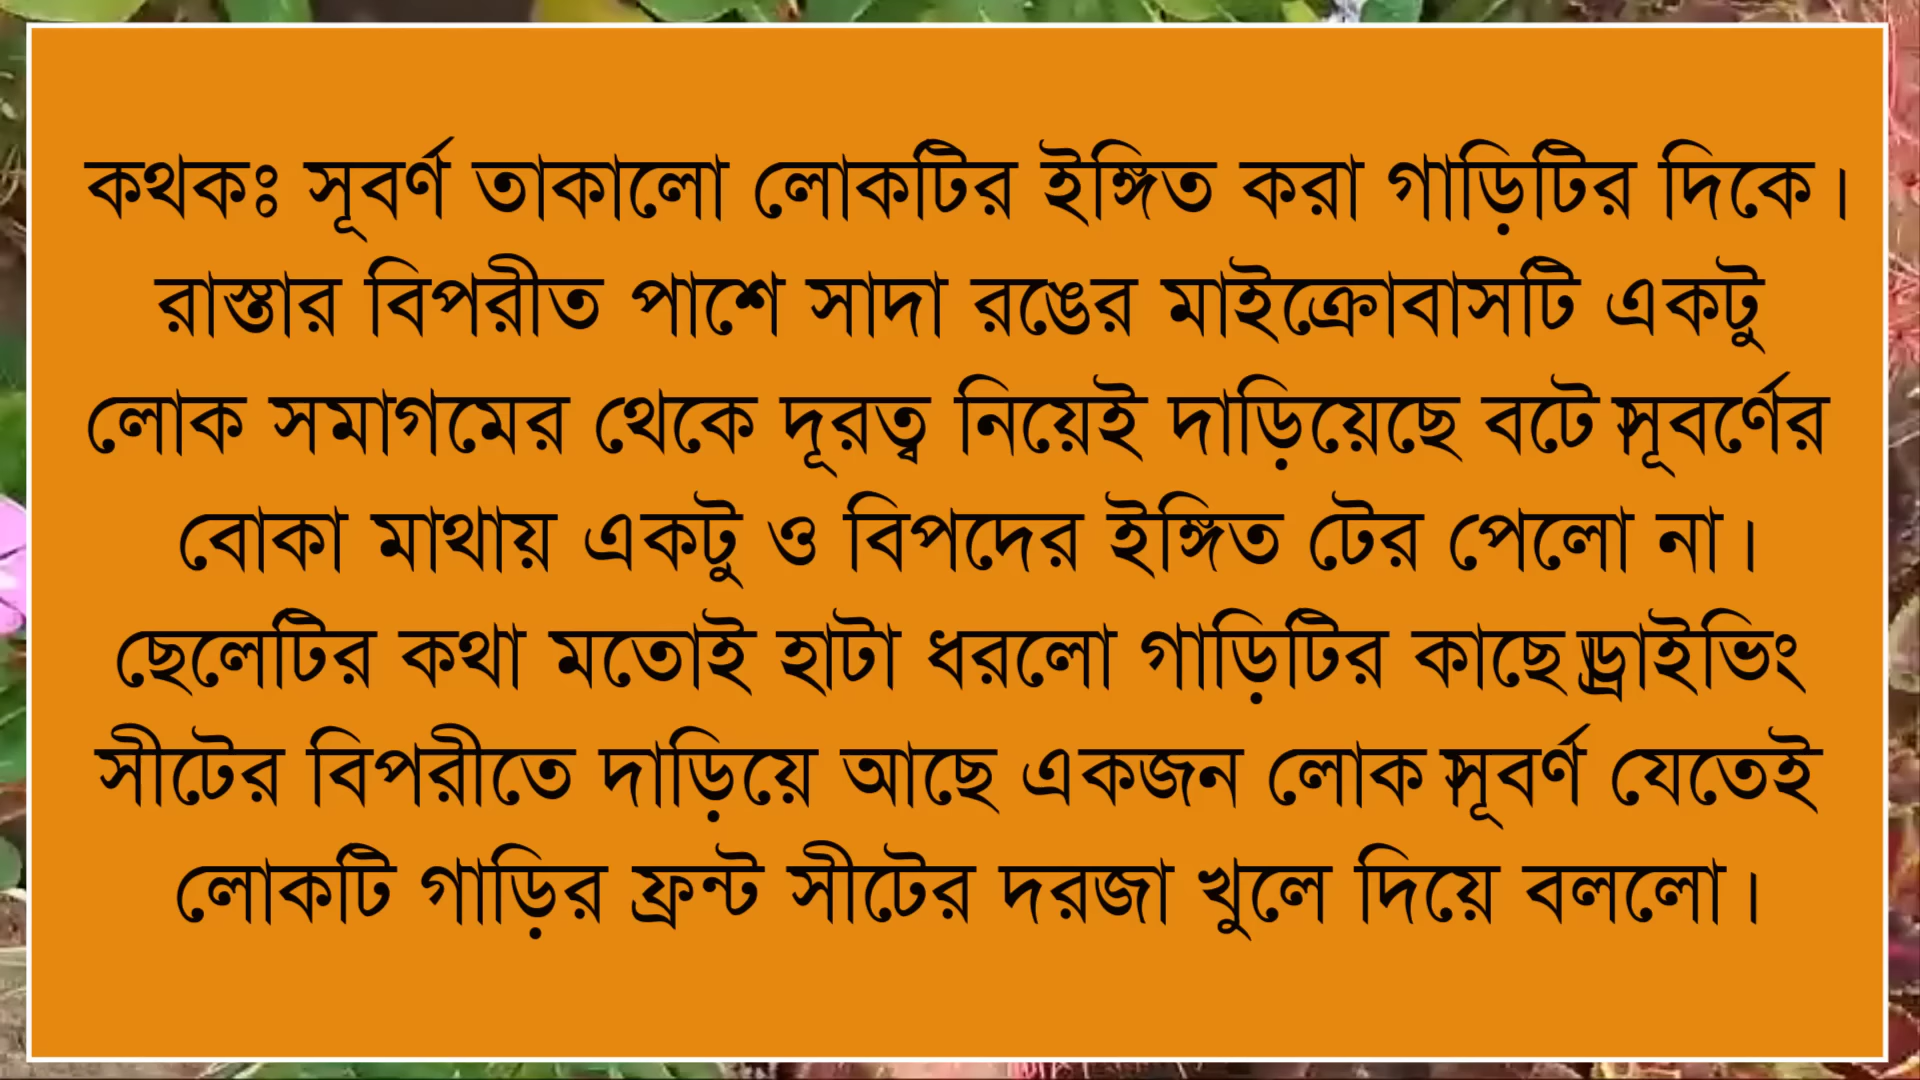 কথকঃ সূবর্ণ তাকালো লোকটির ইঙ্গিত করা গাড়িটির দিকে।
রাস্তার বিপরীত পাশে সাদা রঙের মাইক্রোবাসটি একটু
লোক সমাগমের থেকে দূরত্ব নিয়েই দাড়িয়েছে বটে।সূবর্ণের
বোকা মাথায় একটু ও বিপদের ইঙ্গিত টের পেলো না।
ছেলেটির কথা মতোই হাটা ধরলো গাড়িটির কাছে।ড্রাইভিং
সীটের বিপরীতে দাড়িয়ে আছে একজন লোক।সূবর্ণ যেতেই
লোকটি গাড়ির ফ্রন্ট সীটের দরজা খুলে দিয়ে বললো।